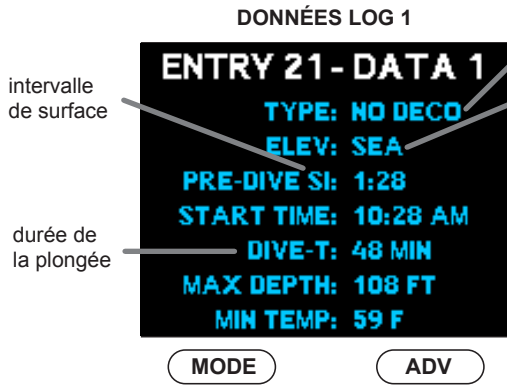 DONNÉES LOG 1
ENTRY 21- DATA 1
intervalle
de surface
TYPE: NO DECO
ELEV: SEA
PRE-DIVE SI: 1:28
START TIME: 10:28 AM
durée de
la plongée
DIVE-T: 48 MIN
MAX DEPTH: 108 FT
MIN TEMP: 59 F
MODE
ADV